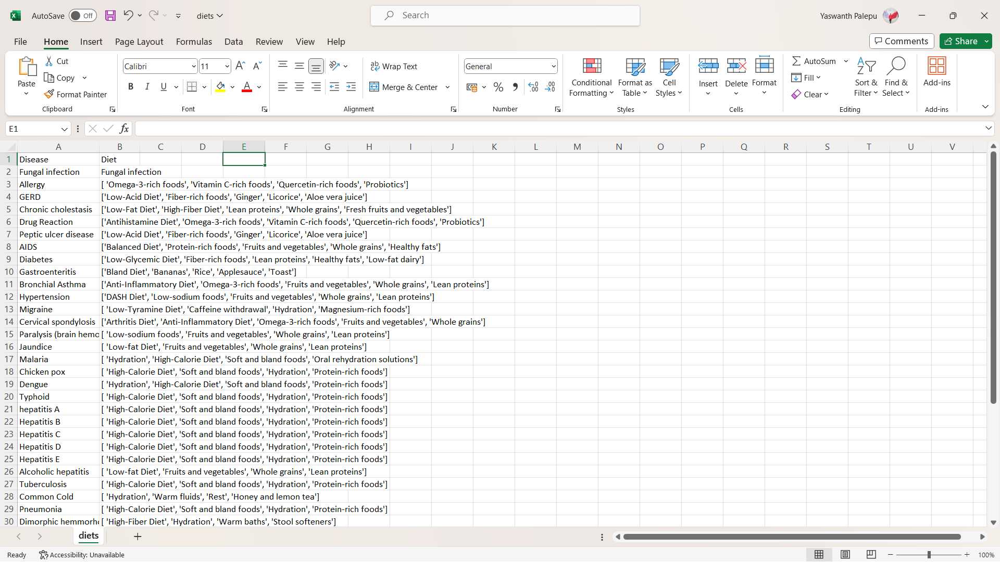 AutoSave Off diets Search Yaswanth Palepu
File Home Insert Page Layout Formulas Data Review View Help Comments Share
Paste Cut Copy Format Painter Clipboard
Calibri 11 B I U A Font
Wrap Text Merge & Center Alignment
General % Number
Conditional Formatting Format as Table Cell Styles Styles
Insert Delete Format Cells
AutoSum Fill Clear Sort & Filter Find & Select Editing
Add-ins Add-ins
E1 fx
A B C D E F G H I J K L M N O P Q R S T U V
1 Disease Diet
2 Fungal infection Fungal infection
3 Allergy [ 'Omega-3-rich foods', 'Vitamin C-rich foods', 'Quercetin-rich foods', 'Probiotics']
4 GERD ['Low-Acid Diet', 'Fiber-rich foods', 'Ginger', 'Licorice', 'Aloe vera juice']
5 Chronic cholestasis ['Low-Fat Diet', 'High-Fiber Diet', 'Lean proteins', 'Whole grains', 'Fresh fruits and vegetables']
6 Drug Reaction ['Antihistamine Diet', 'Omega-3-rich foods', 'Vitamin C-rich foods', 'Quercetin-rich foods', 'Probiotics']
7 Peptic ulcer disease ['Low-Acid Diet', 'Fiber-rich foods', 'Ginger', 'Licorice', 'Aloe vera juice']
8 AIDS ['Balanced Diet', 'Protein-rich foods', 'Fruits and vegetables', 'Whole grains', 'Healthy fats']
9 Diabetes ['Low-Glycemic Diet', 'Fiber-rich foods', 'Lean proteins', 'Healthy fats', 'Low-fat dairy']
10 Gastroenteritis ['Bland Diet', 'Bananas', 'Rice', 'Applesauce', 'Toast']
11 Bronchial Asthma ['Anti-Inflammatory Diet', 'Omega-3-rich foods', 'Fruits and vegetables', 'Whole grains', 'Lean proteins']
12 Hypertension ['DASH Diet', 'Low-sodium foods', 'Fruits and vegetables', 'Whole grains', 'Lean proteins']
13 Migraine [ 'Low-Tyramine Diet', 'Caffeine withdrawal', 'Hydration', 'Magnesium-rich foods']
14 Cervical spondylosis ['Arthritis Diet', 'Anti-Inflammatory Diet', 'Omega-3-rich foods', 'Fruits and vegetables', 'Whole grains']
15 Paralysis (brain hemo [ 'Low-sodium foods', 'Fruits and vegetables', 'Whole grains', 'Lean proteins']
16 Jaundice [ 'Low-fat Diet', 'Fruits and vegetables', 'Whole grains', 'Lean proteins']
17 Malaria [ 'Hydration', 'High-Calorie Diet', 'Soft and bland foods', 'Oral rehydration solutions']
18 Chicken pox [ 'High-Calorie Diet', 'Soft and bland foods', 'Hydration', 'Protein-rich foods']
19 Dengue [ 'Hydration', 'High-Calorie Diet', 'Soft and bland foods', 'Protein-rich foods']
20 Typhoid [ 'High-Calorie Diet', 'Soft and bland foods', 'Hydration', 'Protein-rich foods']
21 hepatitis A [ 'High-Calorie Diet', 'Soft and bland foods', 'Hydration', 'Protein-rich foods']
22 Hepatitis B [ 'High-Calorie Diet', 'Soft and bland foods', 'Hydration', 'Protein-rich foods']
23 Hepatitis C [ 'High-Calorie Diet', 'Soft and bland foods', 'Hydration', 'Protein-rich foods']
24 Hepatitis D [ 'High-Calorie Diet', 'Soft and bland foods', 'Hydration', 'Protein-rich foods']
25 Hepatitis E [ 'High-Calorie Diet', 'Soft and bland foods', 'Hydration', 'Protein-rich foods']
26 Alcoholic hepatitis [ 'Low-fat Diet', 'Fruits and vegetables', 'Whole grains', 'Lean proteins']
27 Tuberculosis [ 'High-Calorie Diet', 'Soft and bland foods', 'Hydration', 'Protein-rich foods']
28 Common Cold [ 'Hydration', 'Warm fluids', 'Rest', 'Honey and lemon tea']
29 Pneumonia [ 'High-Calorie Diet', 'Soft and bland foods', 'Hydration', 'Protein-rich foods']
30 Dimorphic hemmorho [ 'High-Fiber Diet', 'Hydration', 'Warm baths', 'Stool softeners']
diets
Ready Accessibility: Unavailable 100%